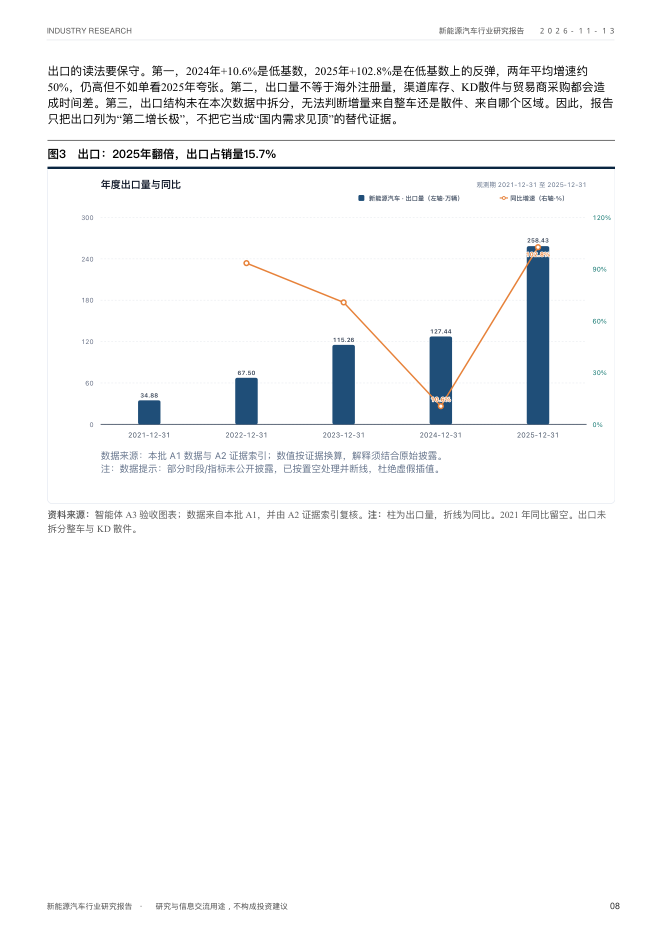 INDUSTRY RESEARCH
新能源汽车行业研究报告 2026-11-13
出口的读法要保守。第一，2024年+10.6%是低基数，2025年+102.8%是在低基数上的反弹，两年平均增速约
50%，仍高但不如单看2025年夸张。第二，出口量不等于海外注册量，渠道库存、KD散件与贸易商采购都会造
成时间差。第三，出口结构未在本次数据中拆分，无法判断增量来自整车还是散件、来自哪个区域。因此，报告
只把出口列为“第二增长极”，不把它当成“国内需求见顶”的替代证据。
图3 出口：2025年翻倍，出口占销量15.7%
年度出口量与同比
观测期 2021-12-31 至 2025-12-31
新能源汽车 · 出口量（左轴·万辆） 同比增速（右轴·%）
300 120%
258.43
102.8%
240 90%
180 60%
127.44
115.26
120 30%
67.50
60
34.88
10.6%
0 0%
2021-12-31 2022-12-31 2023-12-31 2024-12-31 2025-12-31
数据来源：本批 A1 数据与 A2 证据索引；数值按证据换算，解释须结合原始披露。
注：数据提示：部分时段/指标未公开披露，已按置空处理并断线，杜绝虚假插值。
资料来源：智能体 A3 验收图表；数据来自本批 A1，并由 A2 证据索引复核。注：柱为出口量，折线为同比。2021 年同比留空。出口未
拆分整车与 KD 散件。
新能源汽车行业研究报告 · 研究与信息交流用途，不构成投资建议
08